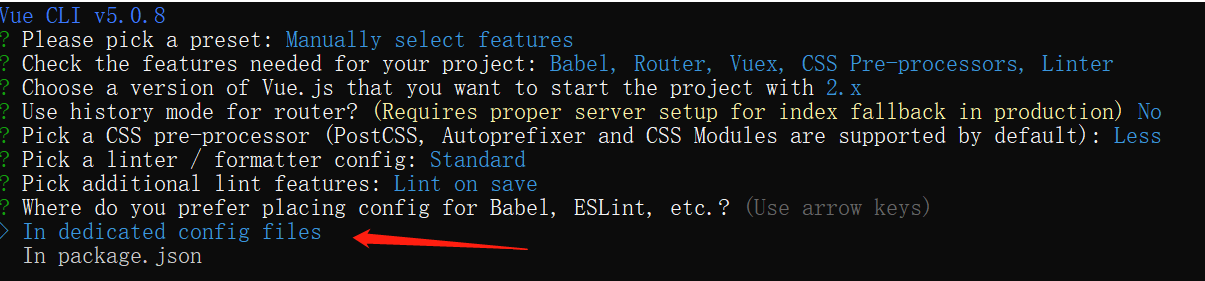 Vue CLI v5.0.8
? Please pick a preset: Manually select features
? Check the features needed for your project: Babel, Router, Vuex, CSS Pre-processors, Linter
? Choose a version of Vue.js that you want to start the project with 2.x
? Use history mode for router? (Requires proper server setup for index fallback in production) No
? Pick a CSS pre-processor (PostCSS, Autoprefixer and CSS Modules are supported by default): Less
? Pick a linter / formatter config: Standard
? Pick additional lint features: Lint on save
? Where do you prefer placing config for Babel, ESLint, etc.? (Use arrow keys)
> In dedicated config files
In package.json